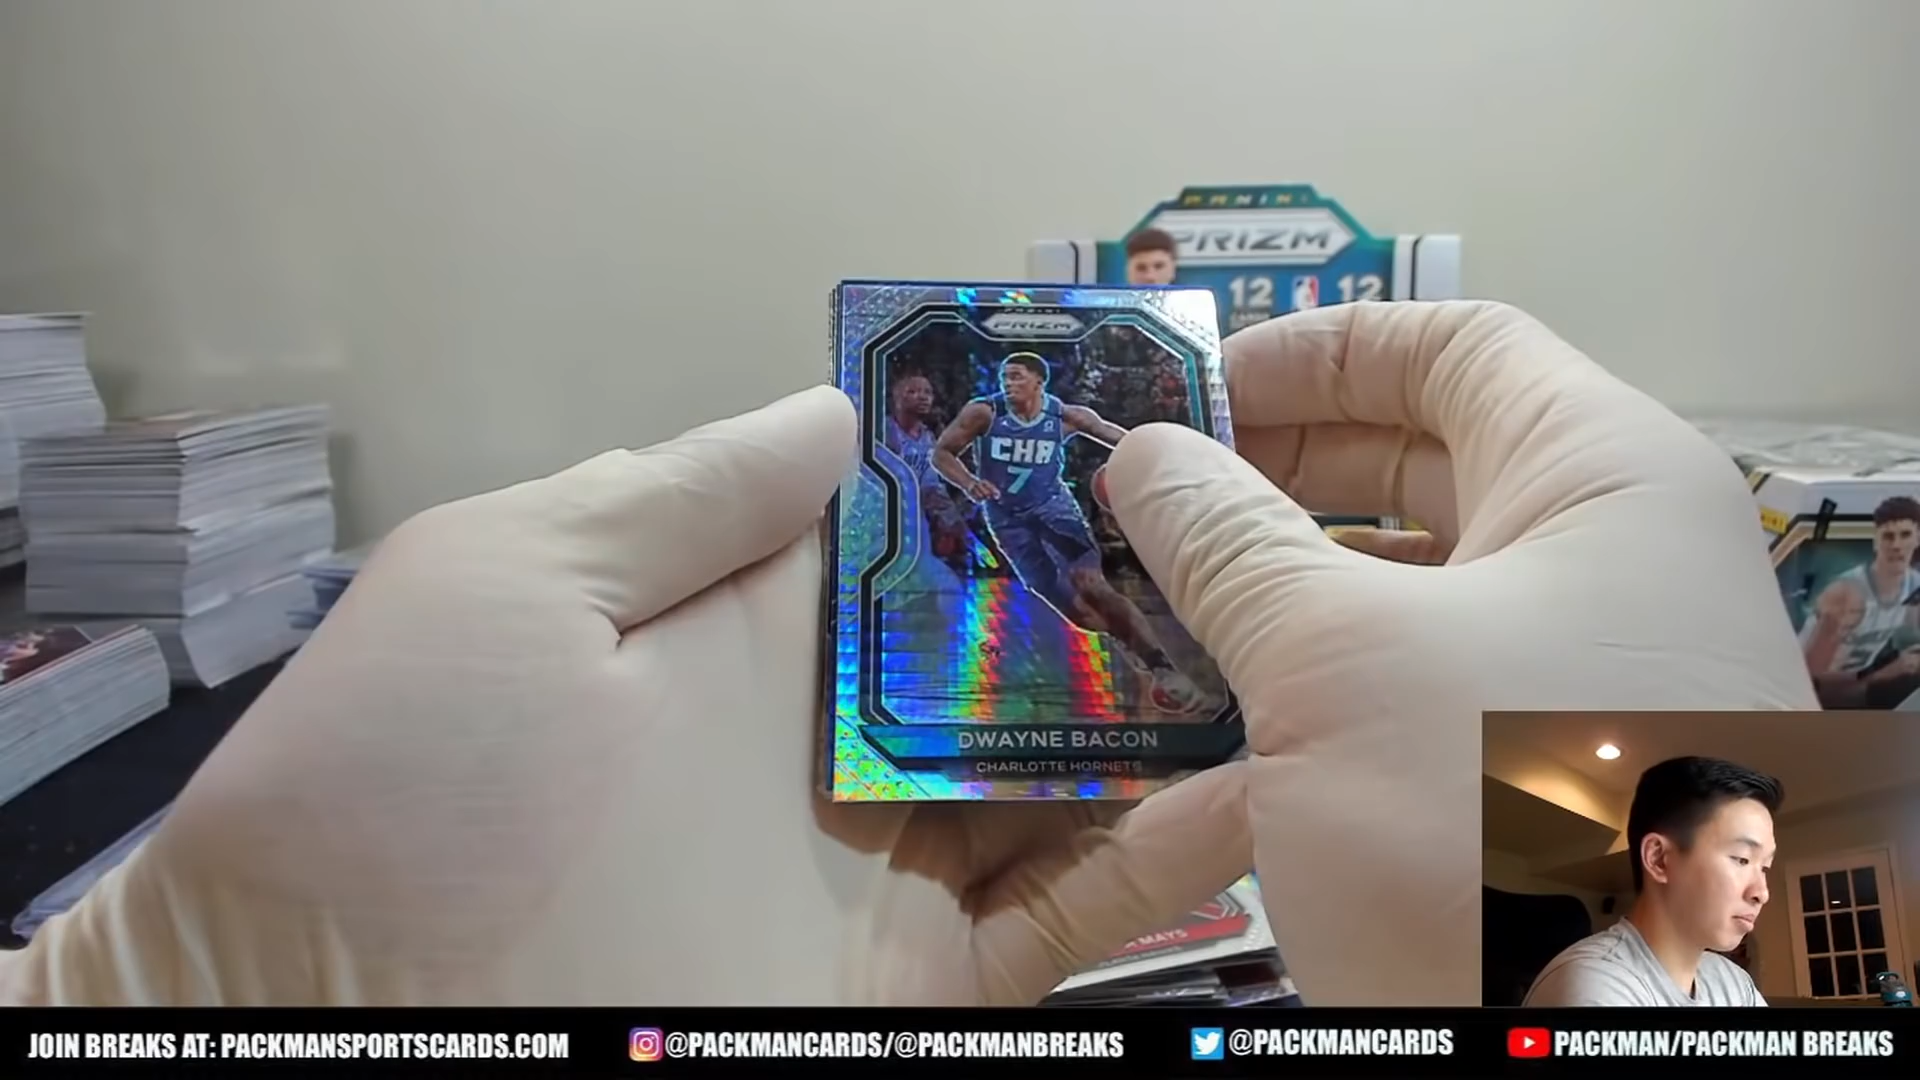 PANINI
PRIZM
12
12
PRIZM
CHA
7
DWAYNE BACON
CHARLOTTE HORNETS
MAYS
JOIN BREAKS AT: PACKMANSPORTSCARDS.COM
@PACKMANCARDS/@PACKMANBREAKS
@PACKMANCARDS
PACKMAN/PACKMAN BREAKS